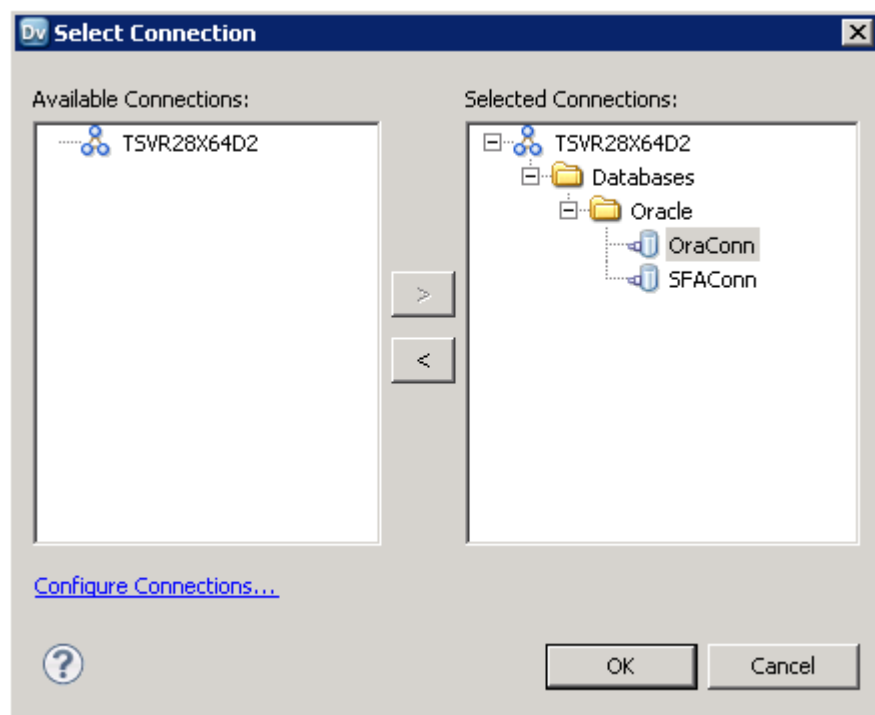 Dv Select Connection
Available Connections:
TSVR28X64D2
Selected Connections:
TSVR28X64D2
Databases
Oracle
OraConn
SFAConn
>
<
Configure Connections...
?
OK
Cancel